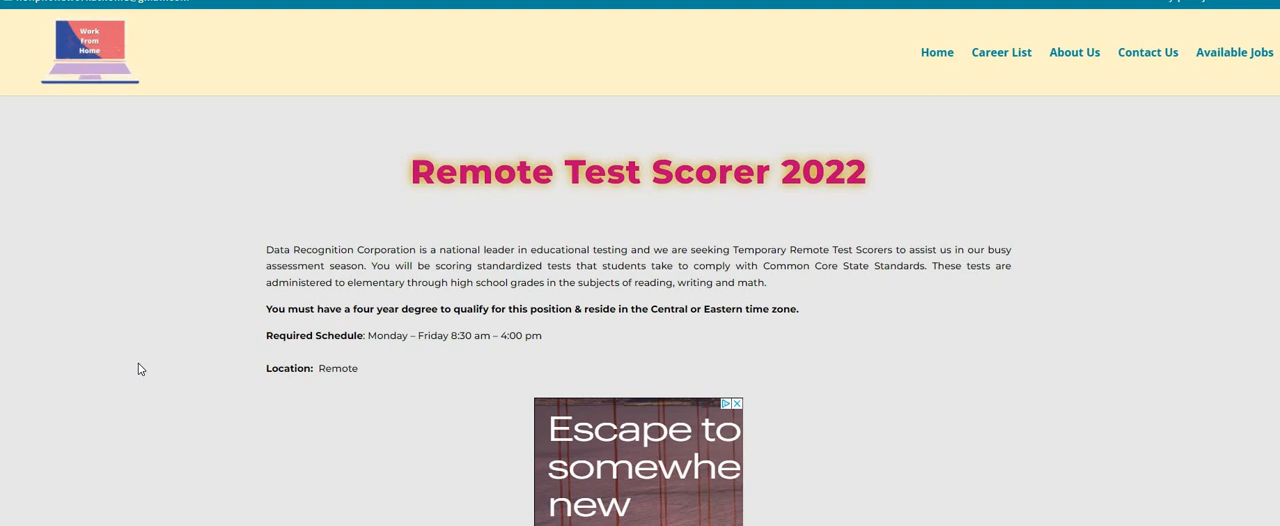 Work
From
Home
Home Career List About Us Contact Us Available Jobs
Remote Test Scorer 2022
Data Recognition Corporation is a national leader in educational testing and we are seeking Temporary Remote Test Scorers to assist us in our busy
assessment season. You will be scoring standardized tests that students take to comply with Common Core State Standards. These tests are
administered to elementary through high school grades in the subjects of reading, writing and math.
You must have a four year degree to qualify for this position & reside in the Central or Eastern time zone.
Required Schedule: Monday – Friday 8:30 am – 4:00 pm
Location: Remote
Escape to
somewhe
new